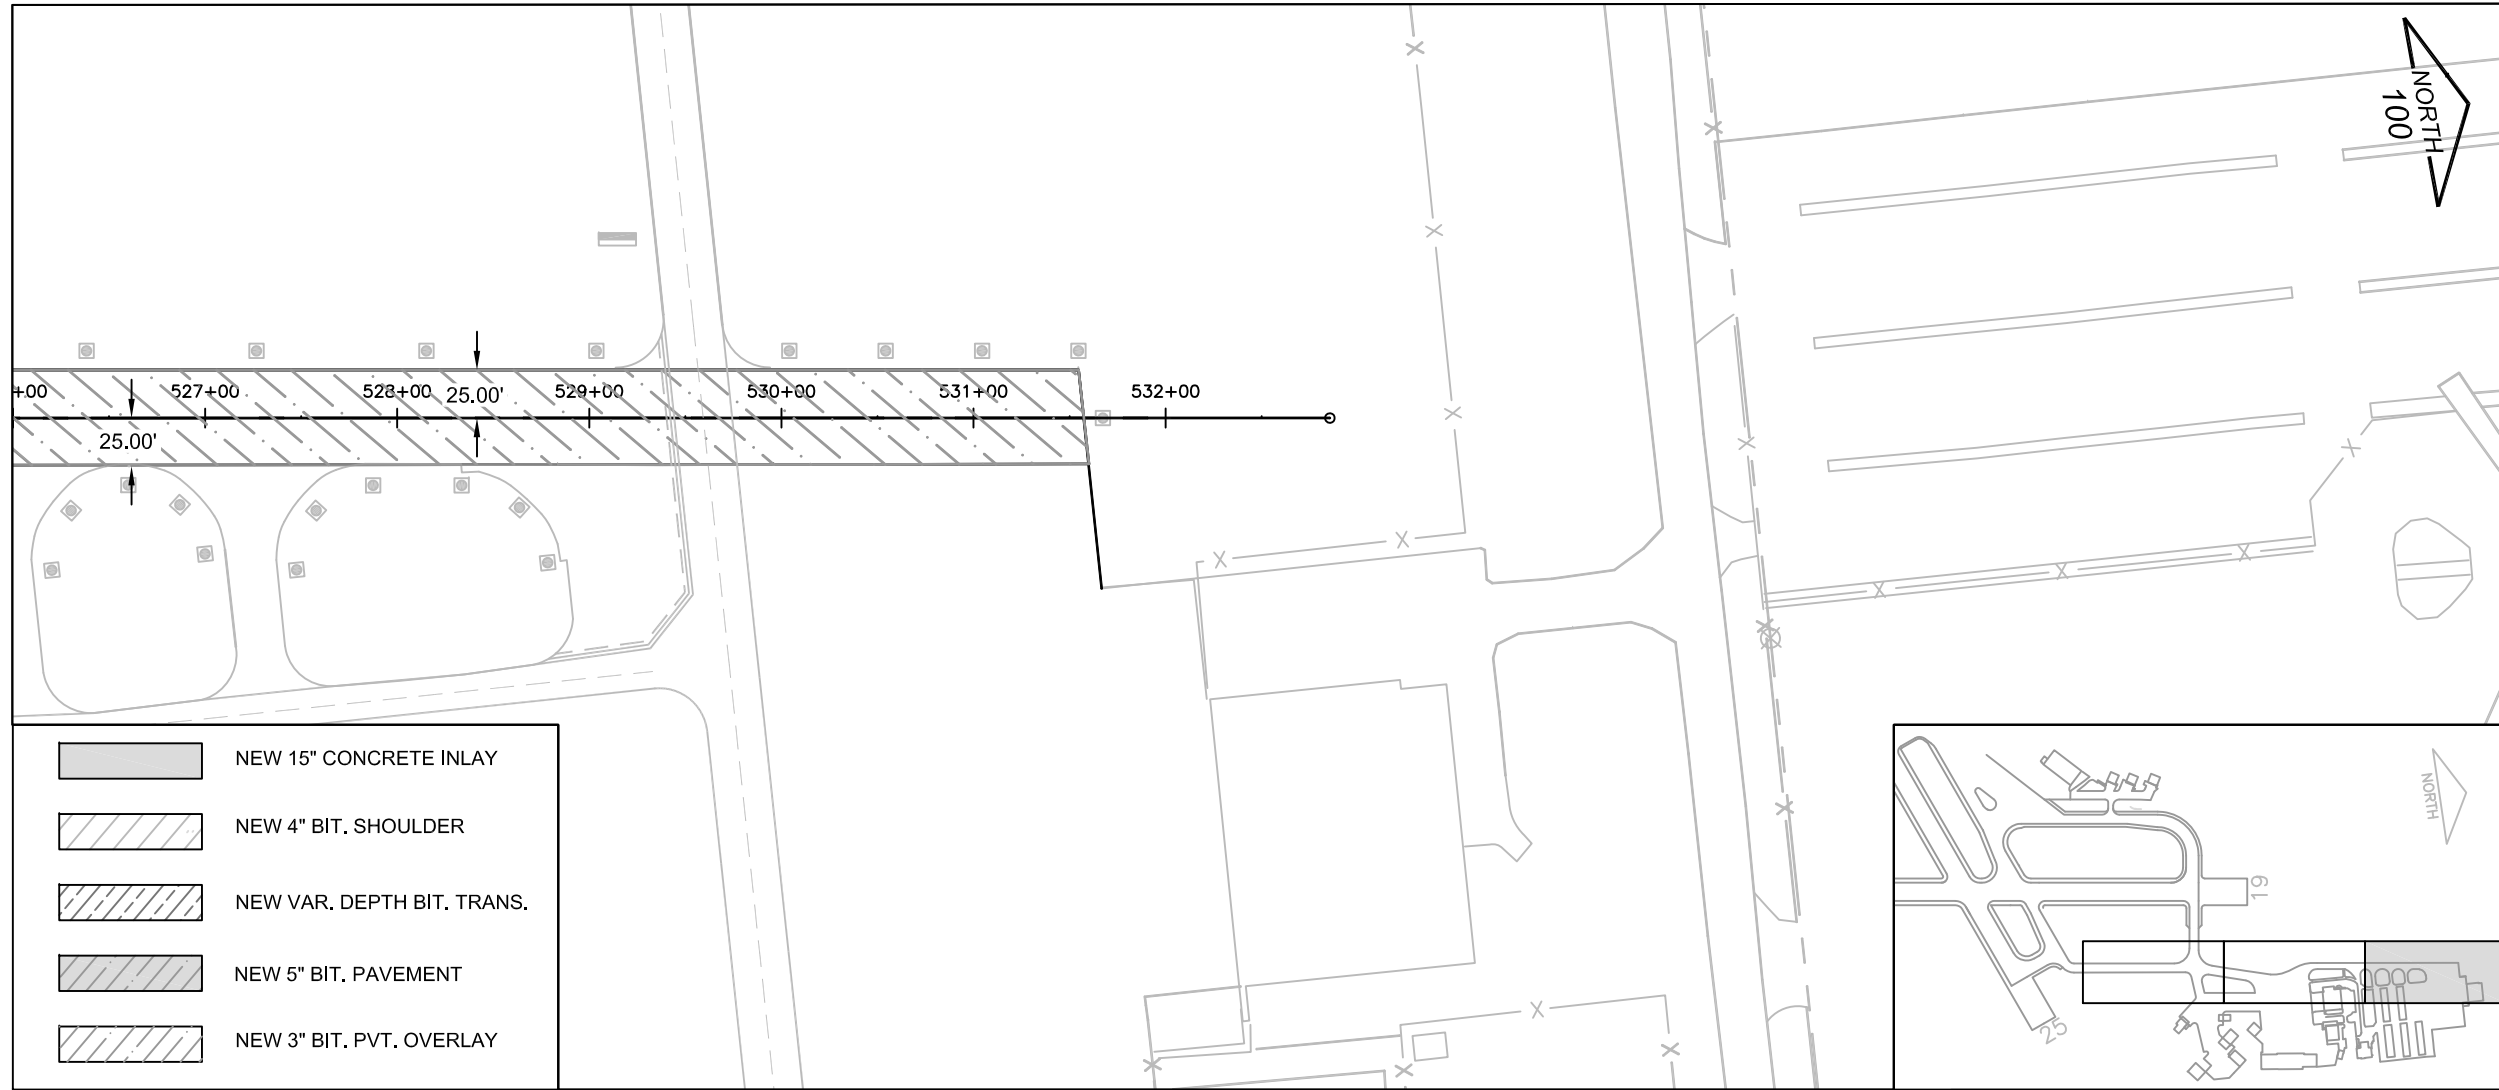 NORTH
100
+00
527+00
528+00
25.00'
529+00
530+00
531+00
532+00
25.00'
NEW 15" CONCRETE INLAY
NEW 4" BIT. SHOULDER
NEW VAR. DEPTH BIT. TRANS.
NEW 5" BIT. PAVEMENT
NEW 3" BIT. PVT. OVERLAY
NORTH
19
25